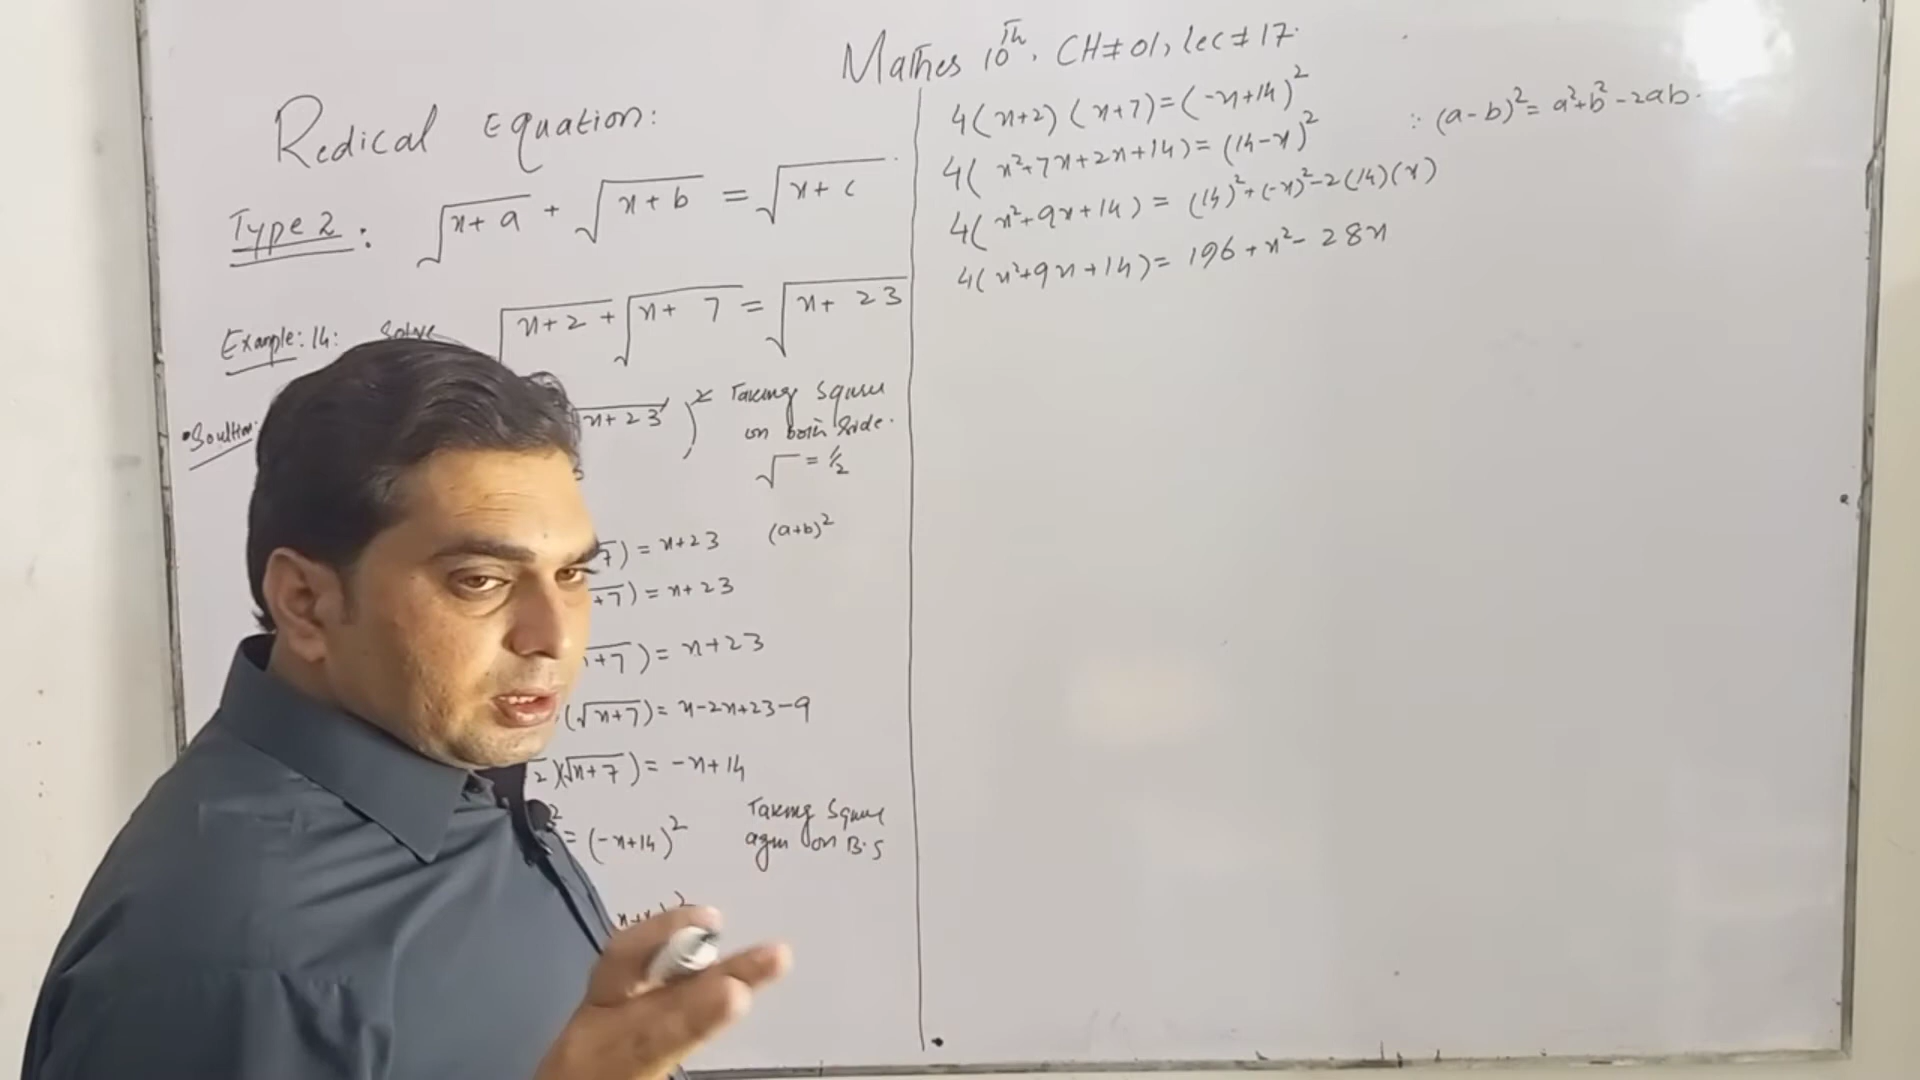 Mathes 10th, CH#01, lec#17.
Redical Equation:
Type 2: √(x+a) + √(x+b) = √(x+c)
Example: 14: Solve √(x+2) + √(x+7) = √(x+23)
•Soultion: √(x+23))² Taking Square
on both Side.
√ = 1/2
7) = x+23 (a+b)²
+7) = x+23
+7) = x+23
(√(x+7)) = x-2x+23-9
2)(√(x+7)) = -x+14
² = (-x+14)² Taking Square
again on B.S
4(x+2)(x+7) = (-x+14)² ∵ (a-b)² = a²+b²-2ab.
4(x²+7x+2x+14) = (14-x)²
4(x²+9x+14) = (14)²+(-x)²-2(14)(x)
4(x²+9x+14) = 196+x²-28x